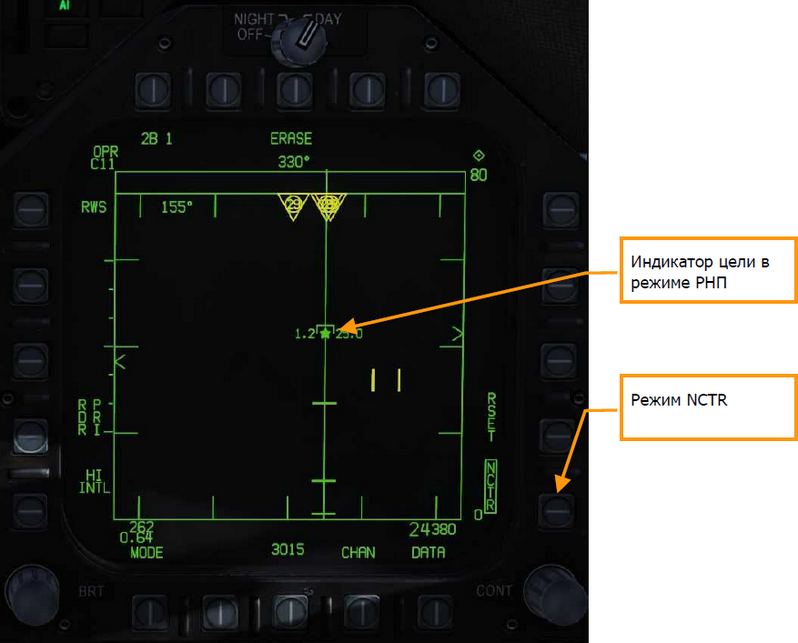 AI
NIGHT DAY
OFF
2B 1 ERASE
OPR
C11
330°
80
RWS 155°
29
1.2 25.0
Индикатор цели в
режиме РНП
Режим NCTR
RDR PRI
RSET
HI
INTL
NCTR
0
262
0.64
24380
MODE 3015 CHAN DATA
BRT CONT